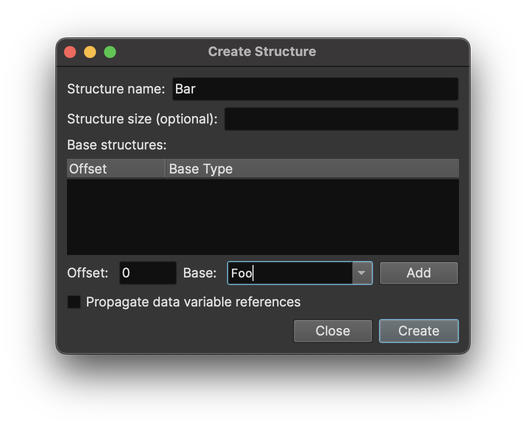 Create Structure
Structure name: Bar
Structure size (optional):
Base structures:
Offset Base Type
Offset: 0 Base: Foo Add
Propagate data variable references
Close Create